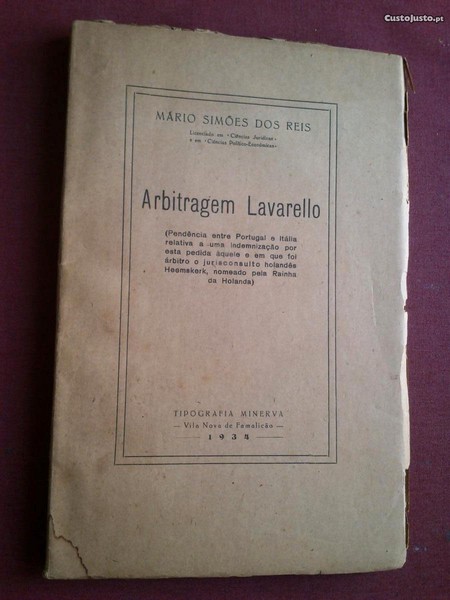 CustoJusto.pt
MÁRIO SIMÕES DOS REIS
Licenciado em «Ciências Jurídicas»
e em «Ciências Político-Económicas»
Arbitragem Lavarello
(Pendência entre Portugal e Itália
relativa a uma indemnização por
esta pedida àquele e em que foi
árbitro o jurisconsulto holandês
Heemskerk, nomeado pela Rainha
da Holanda)
TIPOGRAFIA MINERVA
— Vila Nova de Famalicão —
1934